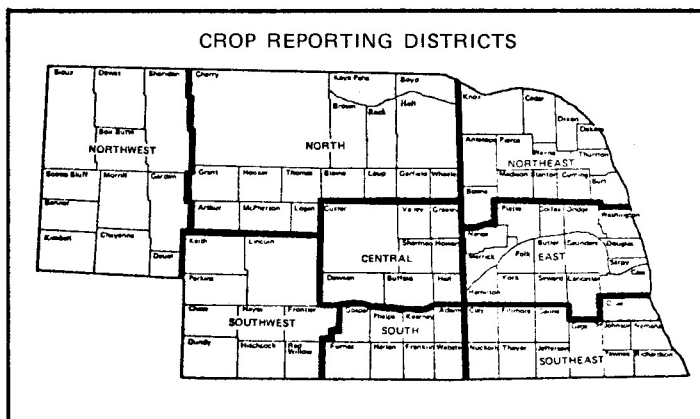 CROP REPORTING DISTRICTS
Sioux Dawes Sheridan Cherry Keya Paha Boyd
Knox Cedar
Brown Rock Holt
Dixon
Dakota
Box Butte
NORTHWEST NORTH
Antelope Pierce Wayne Thurston
NORTHEAST
Scotts Bluff Morrill Garden Grant Hooker Thomas Blaine Loup Garfield Wheeler
Madison Stanton Cuming Burt
Boone
Banner
Arthur McPherson Logan Custer Valley Greeley
Platte Colfax Dodge Washington
Kimball Cheyenne
Deuel
Keith Lincoln
Sherman Howard
Nance
Merrick Polk Butler Saunders Douglas
CENTRAL EAST
Sarpy
Cass
Perkins
Dawson Buffalo Hall
York Seward Lancaster
Hamilton
Otoe
Chase Hayes Frontier
Gosper Phelps Kearney Adams Clay Fillmore Saline
SOUTHWEST SOUTH
Gage Johnson Nemaha
Dundy Hitchcock Red Willow
Furnas Harlan Franklin Webster Nuckolls Thayer Jefferson
SOUTHEAST
Pawnee Richardson